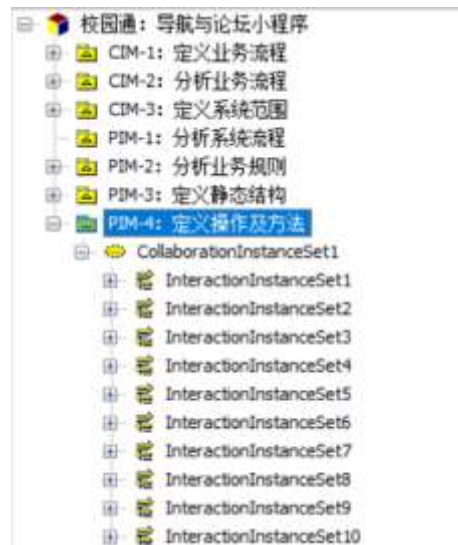 校园通：导航与论坛小程序
CIM-1：定义业务流程
CIM-2：分析业务流程
CIM-3：定义系统范围
PIM-1：分析系统流程
PIM-2：分析业务规则
PIM-3：定义静态结构
PIM-4：定义操作及方法
CollaborationInstanceSet1
InteractionInstanceSet1
InteractionInstanceSet2
InteractionInstanceSet3
InteractionInstanceSet4
InteractionInstanceSet5
InteractionInstanceSet6
InteractionInstanceSet7
InteractionInstanceSet8
InteractionInstanceSet9
InteractionInstanceSet10